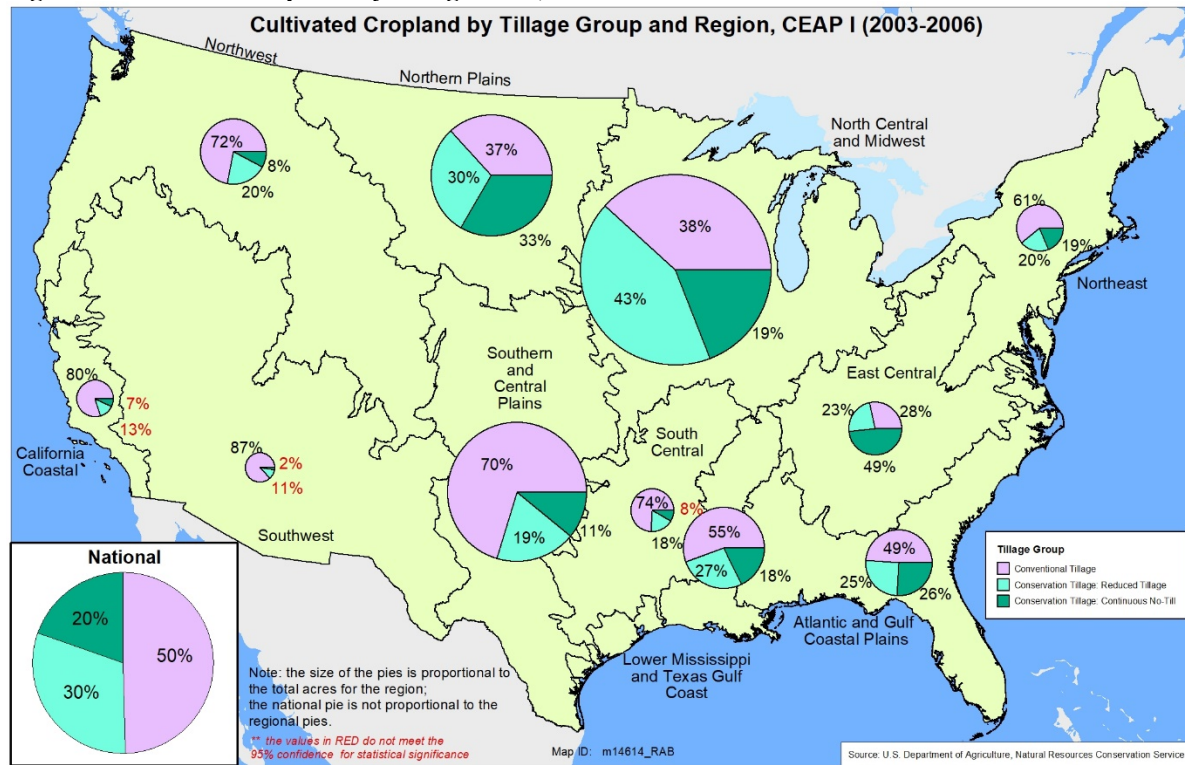 Cultivated Cropland by Tillage Group and Region, CEAP I (2003-2006)
Northwest
Northern Plains
North Central
and Midwest
72%
8%
20%
37%
30%
33%
38%
43%
19%
61%
19%
20%
Northeast
Southern
and
Central
Plains
East Central
80%
7%
13%
California
Coastal
87%
2%
11%
Southwest
70%
19%
11%
South
Central
74%
8%
18%
23%
28%
49%
55%
27%
18%
49%
25%
26%
Atlantic and Gulf
Coastal Plains
Lower Mississippi
and Texas Gulf
Coast
Tillage Group
Conventional Tillage
Conservation Tillage: Reduced Tillage
Conservation Tillage: Continuous No-Till
National
20%
50%
30%
Note: the size of the pies is proportional to
the total acres for the region;
the national pie is not proportional to the
regional pies.
** the values in RED do not meet the
95% confidence for statistical significance
Map ID: m14614_RAB
Source: U.S. Department of Agriculture, Natural Resources Conservation Service